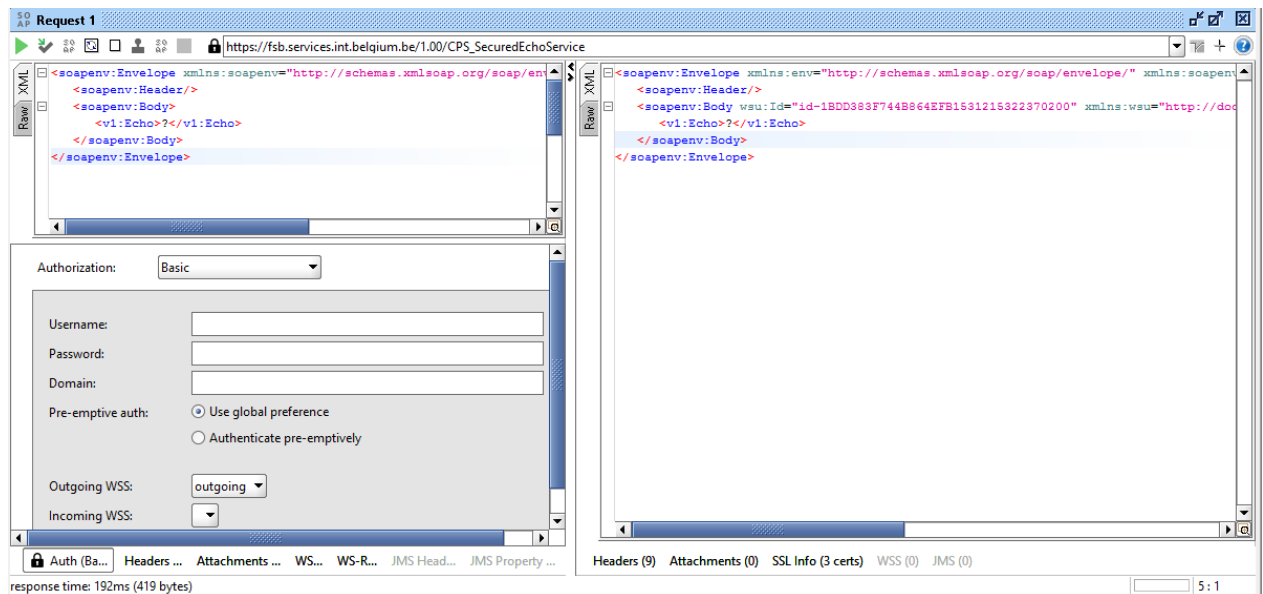 SO AP Request 1
https://fsb.services.int.belgium.be/1.00/CPS_SecuredEchoService
XML
Raw
<soapenv:Envelope xmlns:soapenv="http://schemas.xmlsoap.org/soap/env
<soapenv:Header/>
<soapenv:Body>
<v1:Echo>?</v1:Echo>
</soapenv:Body>
</soapenv:Envelope>
Authorization: Basic
Username:
Password:
Domain:
Pre-emptive auth: Use global preference
Authenticate pre-emptively
Outgoing WSS: outgoing
Incoming WSS:
Auth (Ba... Headers ... Attachments ... WS... WS-R... JMS Head... JMS Property ...
XML
Raw
<soapenv:Envelope xmlns:env="http://schemas.xmlsoap.org/soap/envelope/" xmlns:soapenv
<soapenv:Header/>
<soapenv:Body wsu:Id="id-1BDD383F744B864EFB1531215322370200" xmlns:wsu="http://doc
<v1:Echo>?</v1:Echo>
</soapenv:Body>
</soapenv:Envelope>
Headers (9) Attachments (0) SSL Info (3 certs) WSS (0) JMS (0)
response time: 192ms (419 bytes)
5 : 1